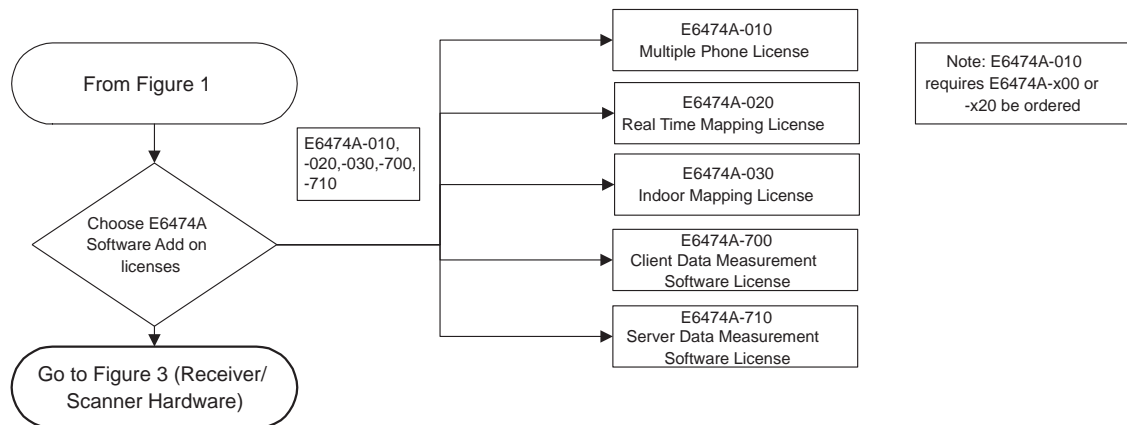 From Figure 1
Choose E6474A
Software Add on
licenses
Go to Figure 3 (Receiver/
Scanner Hardware)
E6474A-010,
-020,-030,-700,
-710
E6474A-010
Multiple Phone License
E6474A-020
Real Time Mapping License
E6474A-030
Indoor Mapping License
E6474A-700
Client Data Measurement
Software License
E6474A-710
Server Data Measurement
Software License
Note: E6474A-010
requires E6474A-x00 or
-x20 be ordered